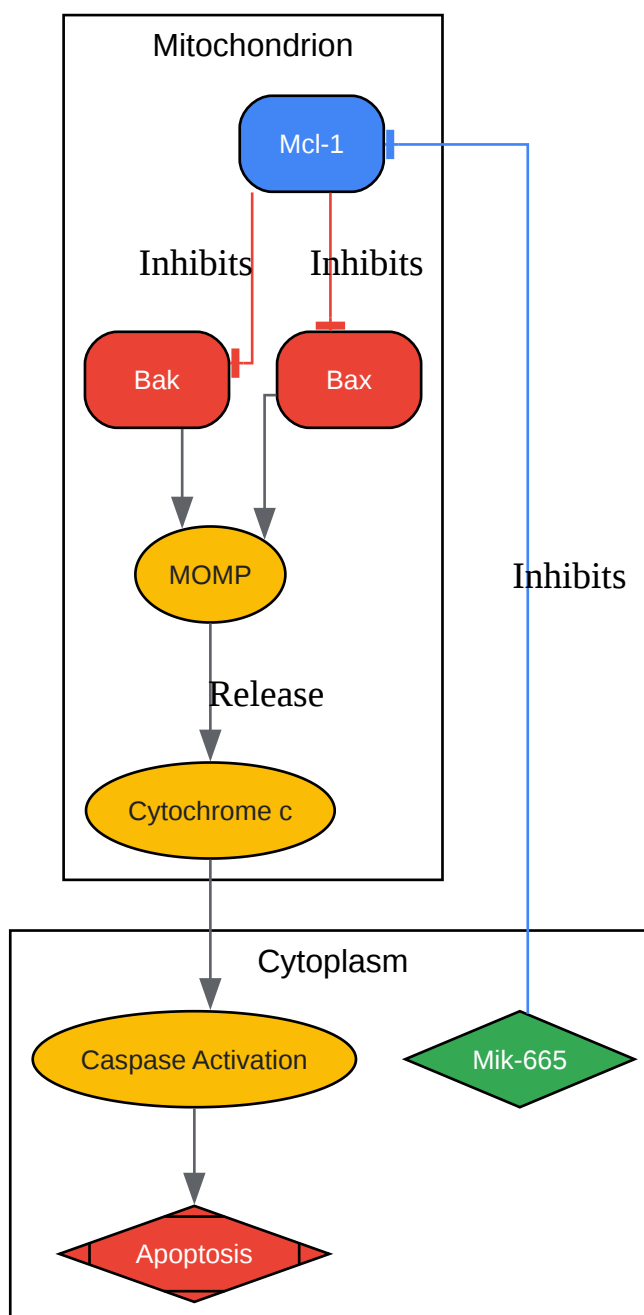 Mitochondrion
Mcl-1
Inhibits
Inhibits
Bak
Bax
MOMP
Inhibits
Release
Cytochrome c
Cytoplasm
Caspase Activation
Mik-665
Apoptosis